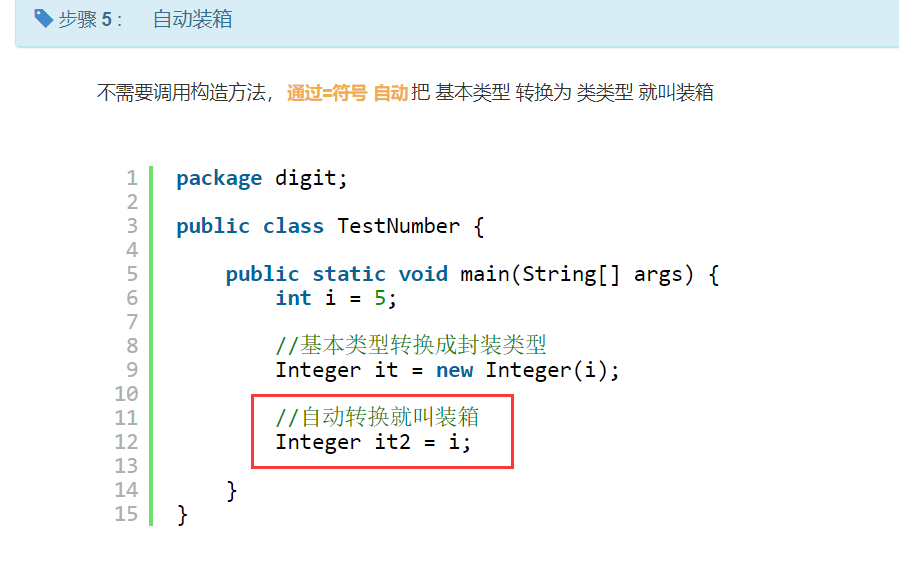 步骤 5 : 自动装箱
不需要调用构造方法，通过=符号 自动 把 基本类型 转换为 类类型 就叫装箱
1 package digit;
2
3 public class TestNumber {
4
5     public static void main(String[] args) {
6         int i = 5;
7
8         //基本类型转换成封装类型
9         Integer it = new Integer(i);
10
11         //自动转换就叫装箱
12         Integer it2 = i;
13
14     }
15 }